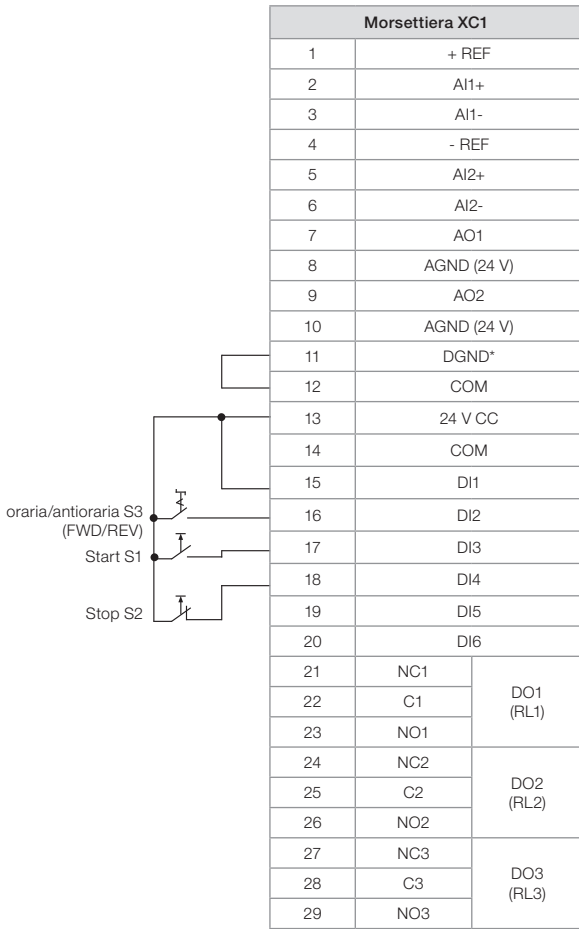 Morsettiera XC1
1 + REF
2 AI1+
3 AI1-
4 - REF
5 AI2+
6 AI2-
7 AO1
8 AGND (24 V)
9 AO2
10 AGND (24 V)
11 DGND*
12 COM
13 24 V CC
14 COM
15 DI1
oraria/antioraria S3
(FWD/REV)
16 DI2
Start S1
17 DI3
18 DI4
Stop S2
19 DI5
20 DI6
21 NC1
22 C1
23 NO1
DO1
(RL1)
24 NC2
25 C2
26 NO2
DO2
(RL2)
27 NC3
28 C3
29 NO3
DO3
(RL3)